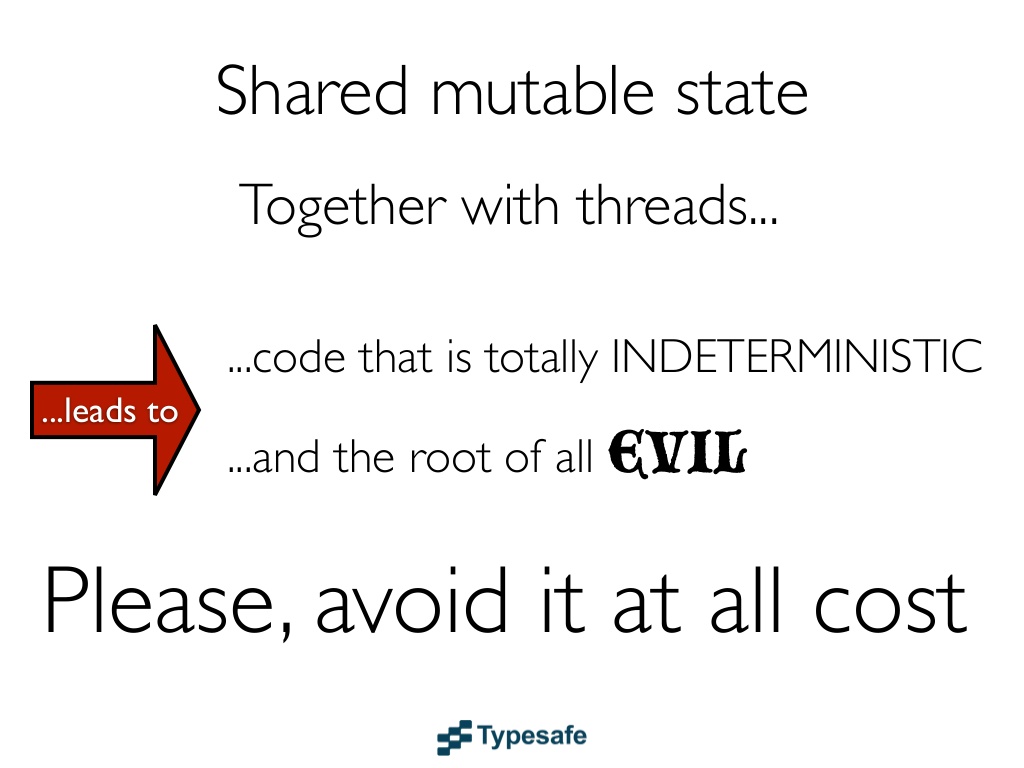 Shared mutable state
Together with threads...
...leads to
...code that is totally INDETERMINISTIC
...and the root of all EVIL
Please, avoid it at all cost
Typesafe